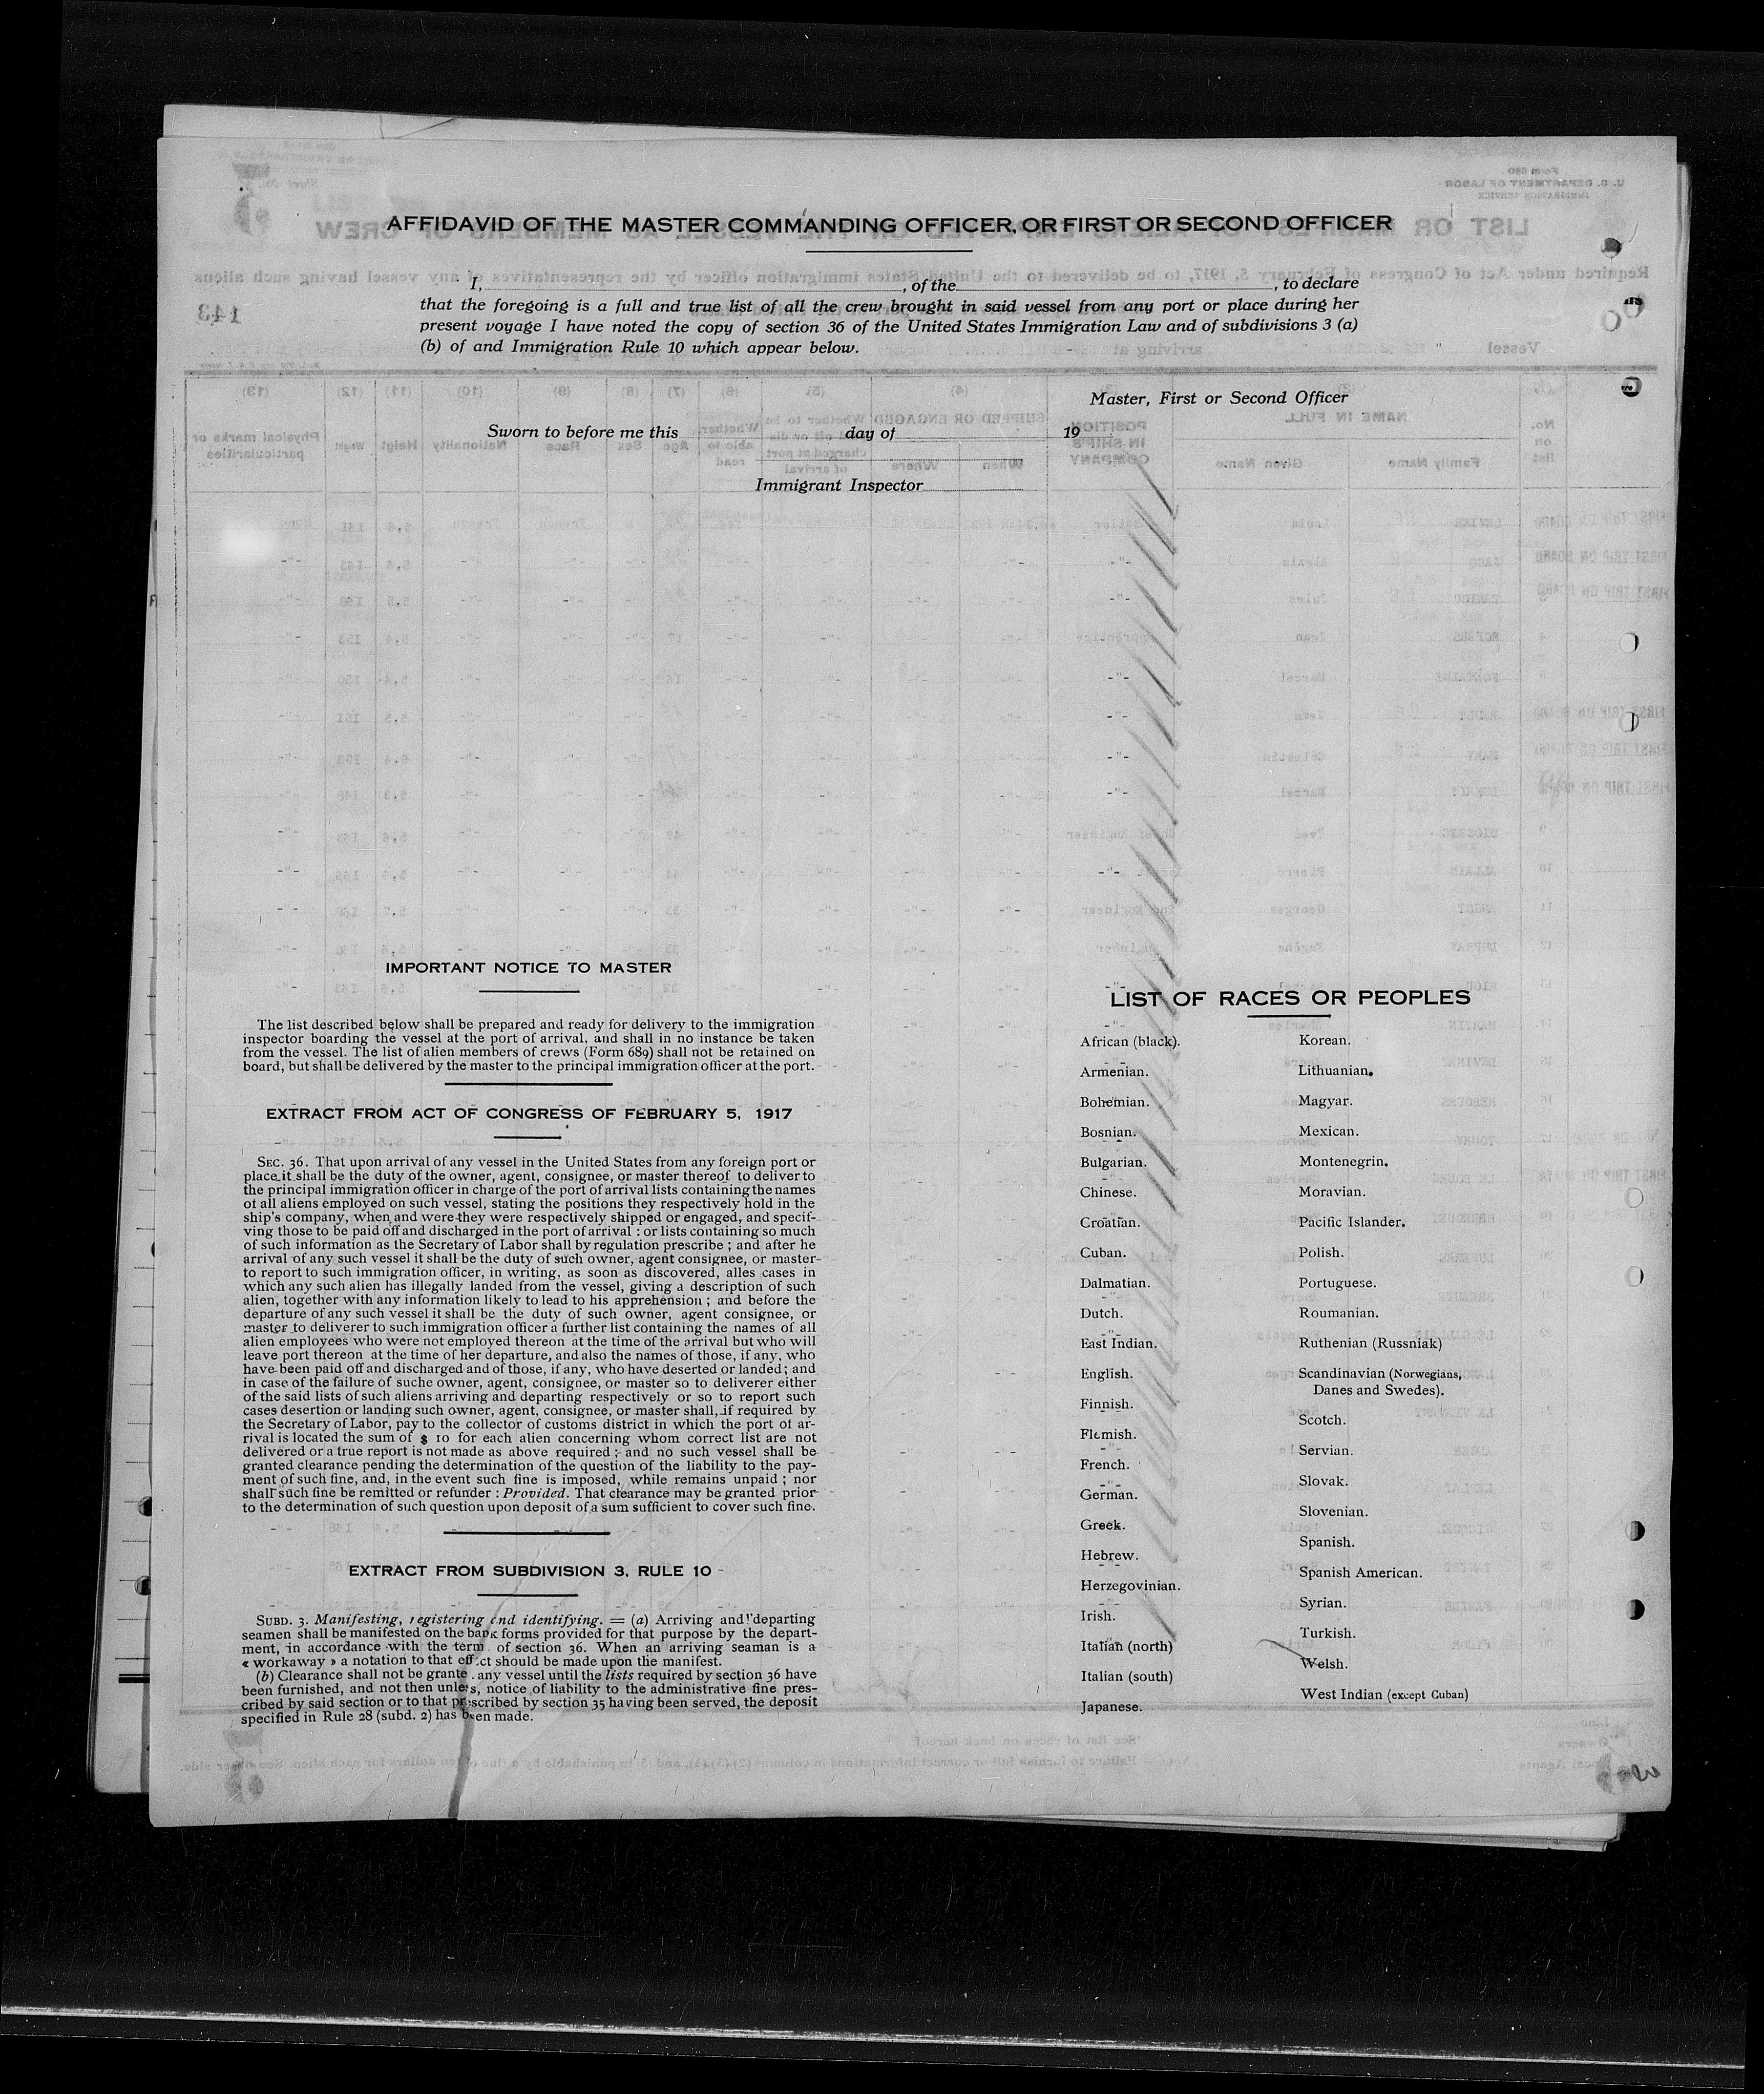 AFFIDAVID OF THE MASTER COMMANDING OFFICER, OR FIRST OR SECOND OFFICER
I, , of the , to declare
that the foregoing is a full and true list of all the crew brought in said vessel from any port or place during her
present voyage I have noted the copy of section 36 of the United States Immigration Law and of subdivisions 3 (a)
(b) of and Immigration Rule 10 which appear below.
Master, First or Second Officer
Sworn to before me this day of 19
Immigrant Inspector
IMPORTANT NOTICE TO MASTER
The list described below shall be prepared and ready for delivery to the immigration
inspector boarding the vessel at the port of arrival, and shall in no instance be taken
from the vessel. The list of alien members of crews (Form 689) shall not be retained on
board, but shall be delivered by the master to the principal immigration officer at the port.
EXTRACT FROM ACT OF CONGRESS OF FEBRUARY 5, 1917
SEC. 36. That upon arrival of any vessel in the United States from any foreign port or
place it shall be the duty of the owner, agent, consignee, or master thereof to deliver to
the principal immigration officer in charge of the port of arrival lists containing the names
of all aliens employed on such vessel, stating the positions they respectively hold in the
ship's company, when and were they were respectively shipped or engaged, and specif-
ving those to be paid off and discharged in the port of arrival : or lists containing so much
of such information as the Secretary of Labor shall by regulation prescribe ; and after he
arrival of any such vessel it shall be the duty of such owner, agent consignee, or master
to report to such immigration officer, in writing, as soon as discovered, alles cases in
which any such alien has illegally landed from the vessel, giving a description of such
alien, together with any information likely to lead to his apprehension ; and before the
departure of any such vessel it shall be the duty of such owner, agent consignee, or
master to deliverer to such immigration officer a further list containing the names of all
alien employees who were not employed thereon at the time of the arrival but who will
leave port thereon at the time of her departure, and also the names of those, if any, who
have been paid off and discharged and of those, if any, who have deserted or landed ; and
in case of the failure of suche owner, agent, consignee, or master so to deliverer either
of the said lists of such aliens arriving and departing respectively or so to report such
cases desertion or landing such owner, agent, consignee, or master shall, if required by
the Secretary of Labor, pay to the collector of customs district in which the port of ar-
rival is located the sum of $ 10 for each alien concerning whom correct list are not
delivered or a true report is not made as above required ; and no such vessel shall be
granted clearance pending the determination of the question of the liability to the pay-
ment of such fine, and, in the event such fine is imposed, while remains unpaid ; nor
shall such fine be remitted or refunder : Provided. That clearance may be granted prior
to the determination of such question upon deposit of a sum sufficient to cover such fine.
EXTRACT FROM SUBDIVISION 3, RULE 10
SUBD. 3. Manifesting, registering and identifying. = (a) Arriving and departing
seamen shall be manifested on the bank forms provided for that purpose by the depart-
ment, in accordance with the term of section 36. When an arriving seaman is a
« workaway » a notation to that effect should be made upon the manifest.
(b) Clearance shall not be grante any vessel until the lists required by section 36 have
been furnished, and not then unless, notice of liability to the administrative fine pres-
cribed by said section or to that prescribed by section 35 having been served, the deposit
specified in Rule 28 (subd. 2) has been made.
LIST OF RACES OR PEOPLES
African (black).
Armenian.
Bohemian.
Bosnian.
Bulgarian.
Chinese.
Croatian.
Cuban.
Dalmatian.
Dutch.
East Indian.
English.
Finnish.
Flemish.
French.
German.
Greek.
Hebrew.
Herzegovinian.
Irish.
Italian (north)
Italian (south)
Japanese.
Korean.
Lithuanian.
Magyar.
Mexican.
Montenegrin.
Moravian.
Pacific Islander.
Polish.
Portuguese.
Roumanian.
Ruthenian (Russniak)
Scandinavian (Norwegians,
Danes and Swedes).
Scotch.
Servian.
Slovak.
Slovenian.
Spanish.
Spanish American.
Syrian.
Turkish.
Welsh.
West Indian (except Cuban)